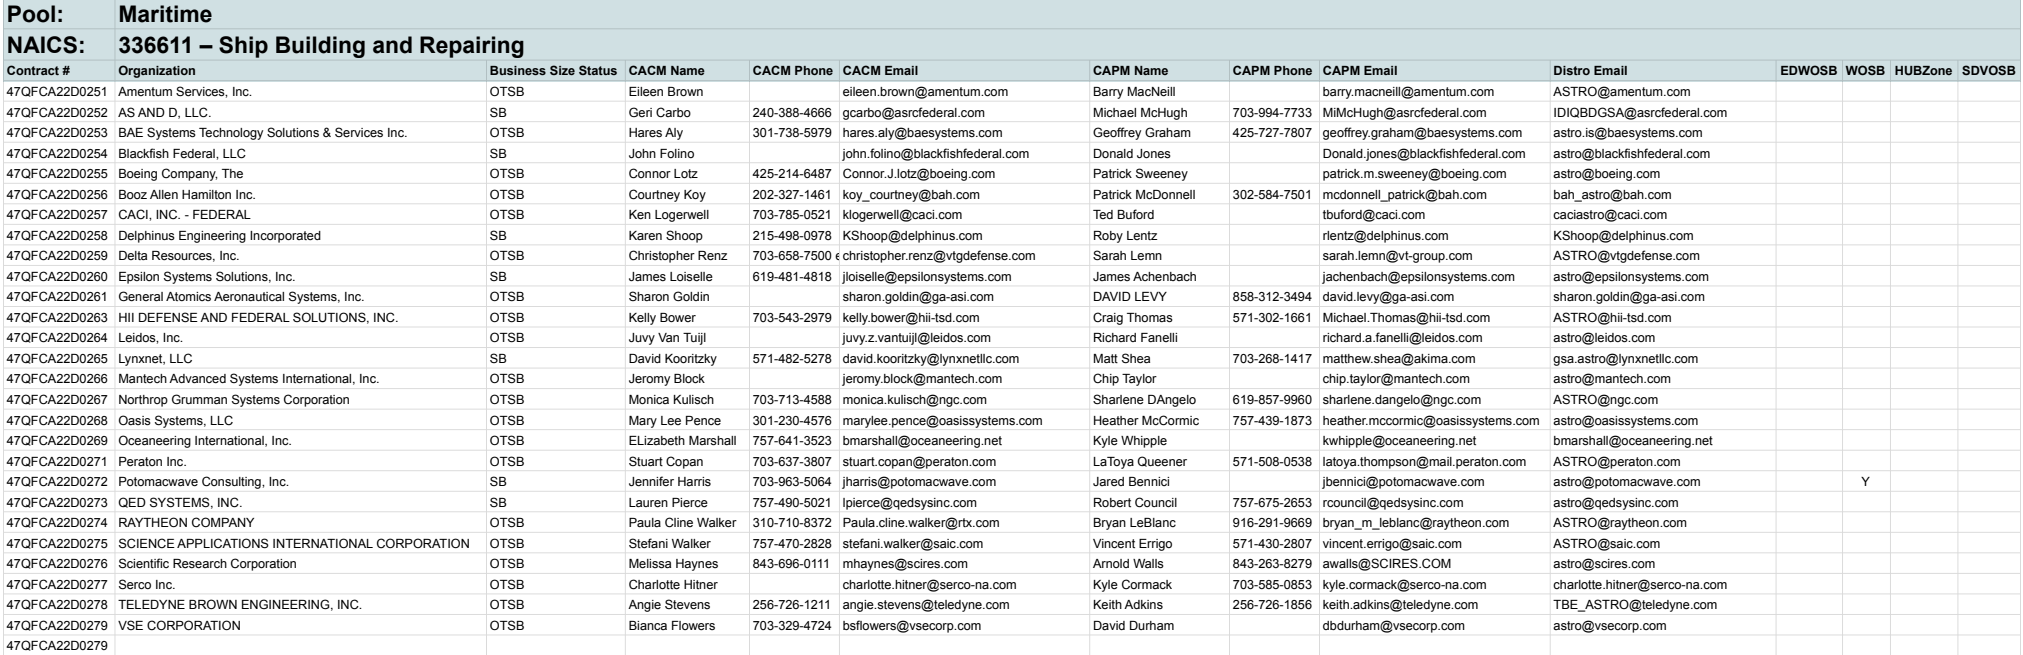 Pool: Maritime
NAICS: 336611 – Ship Building and Repairing
Contract # Organization Business Size Status CACM Name CACM Phone CACM Email CAPM Name CAPM Phone CAPM Email Distro Email EDWOSB WOSB HUBZone SDVOSB
47QFCA22D0251 Amentum Services, Inc. OTSB Eileen Brown eileen.brown@amentum.com Barry MacNeill barry.macneill@amentum.com ASTRO@amentum.com
47QFCA22D0252 AS AND D, LLC. SB Geri Carbo 240-388-4666 gcarbo@asrcfederal.com Michael McHugh 703-994-7733 MiMcHugh@asrcfederal.com IDIQBDGSA@asrcfederal.com
47QFCA22D0253 BAE Systems Technology Solutions & Services Inc. OTSB Hares Aly 301-738-5979 hares.aly@baesystems.com Geoffrey Graham 425-727-7807 geoffrey.graham@baesystems.com astro.is@baesystems.com
47QFCA22D0254 Blackfish Federal, LLC SB John Folino john.folino@blackfishfederal.com Donald Jones Donald.jones@blackfishfederal.com astro@blackfishfederal.com
47QFCA22D0255 Boeing Company, The OTSB Connor Lotz 425-214-6487 Connor.J.lotz@boeing.com Patrick Sweeney patrick.m.sweeney@boeing.com astro@boeing.com
47QFCA22D0256 Booz Allen Hamilton Inc. OTSB Courtney Koy 202-327-1461 koy_courtney@bah.com Patrick McDonnell 302-584-7501 mcdonnell_patrick@bah.com bah_astro@bah.com
47QFCA22D0257 CACI, INC. - FEDERAL OTSB Ken Logerwell 703-785-0521 klogerwell@caci.com Ted Buford tbuford@caci.com caciastro@caci.com
47QFCA22D0258 Delphinus Engineering Incorporated SB Karen Shoop 215-498-0978 KShoop@delphinus.com Roby Lentz rlentz@delphinus.com KShoop@delphinus.com
47QFCA22D0259 Delta Resources, Inc. OTSB Christopher Renz 703-658-7500 e christopher.renz@vtgdefense.com Sarah Lemn sarah.lemn@vt-group.com ASTRO@vtgdefense.com
47QFCA22D0260 Epsilon Systems Solutions, Inc. SB James Loiselle 619-481-4818 jloiselle@epsilonsystems.com James Achenbach jachenbach@epsilonsystems.com astro@epsilonsystems.com
47QFCA22D0261 General Atomics Aeronautical Systems, Inc. OTSB Sharon Goldin sharon.goldin@ga-asi.com DAVID LEVY 858-312-3494 david.levy@ga-asi.com sharon.goldin@ga-asi.com
47QFCA22D0263 HII DEFENSE AND FEDERAL SOLUTIONS, INC. OTSB Kelly Bower 703-543-2979 kelly.bower@hii-tsd.com Craig Thomas 571-302-1661 Michael.Thomas@hii-tsd.com ASTRO@hii-tsd.com
47QFCA22D0264 Leidos, Inc. OTSB Juvy Van Tuijl juvy.z.vantuijl@leidos.com Richard Fanelli richard.a.fanelli@leidos.com astro@leidos.com
47QFCA22D0265 Lynxnet, LLC SB David Kooritzky 571-482-5278 david.kooritzky@lynxnetllc.com Matt Shea 703-268-1417 matthew.shea@akima.com gsa.astro@lynxnetllc.com
47QFCA22D0266 Mantech Advanced Systems International, Inc. OTSB Jeromy Block jeromy.block@mantech.com Chip Taylor chip.taylor@mantech.com astro@mantech.com
47QFCA22D0267 Northrop Grumman Systems Corporation OTSB Monica Kulisch 703-713-4588 monica.kulisch@ngc.com Sharlene DAngelo 619-857-9960 sharlene.dangelo@ngc.com ASTRO@ngc.com
47QFCA22D0268 Oasis Systems, LLC OTSB Mary Lee Pence 301-230-4576 marylee.pence@oasissystems.com Heather McCormic 757-439-1873 heather.mccormic@oasissystems.com astro@oasissystems.com
47QFCA22D0269 Oceaneering International, Inc. OTSB ELizabeth Marshall 757-641-3523 bmarshall@oceaneering.net Kyle Whipple kwhipple@oceaneering.net bmarshall@oceaneering.net
47QFCA22D0271 Peraton Inc. OTSB Stuart Copan 703-637-3807 stuart.copan@peraton.com LaToya Queener 571-508-0538 latoya.thompson@mail.peraton.com ASTRO@peraton.com
47QFCA22D0272 Potomacwave Consulting, Inc. SB Jennifer Harris 703-963-5064 jharris@potomacwave.com Jared Bennici jbennici@potomacwave.com astro@potomacwave.com Y
47QFCA22D0273 QED SYSTEMS, INC. SB Lauren Pierce 757-490-5021 lpierce@qedsysinc.com Robert Council 757-675-2653 rcouncil@qedsysinc.com astro@qedsysinc.com
47QFCA22D0274 RAYTHEON COMPANY OTSB Paula Cline Walker 310-710-8372 Paula.cline.walker@rtx.com Bryan LeBlanc 916-291-9669 bryan_m_leblanc@raytheon.com ASTRO@raytheon.com
47QFCA22D0275 SCIENCE APPLICATIONS INTERNATIONAL CORPORATION OTSB Stefani Walker 757-470-2828 stefani.walker@saic.com Vincent Errigo 571-430-2807 vincent.errigo@saic.com ASTRO@saic.com
47QFCA22D0276 Scientific Research Corporation OTSB Melissa Haynes 843-696-0111 mhaynes@scires.com Arnold Walls 843-263-8279 awalls@SCIRES.COM astro@scires.com
47QFCA22D0277 Serco Inc. OTSB Charlotte Hitner charlotte.hitner@serco-na.com Kyle Cormack 703-585-0853 kyle.cormack@serco-na.com charlotte.hitner@serco-na.com
47QFCA22D0278 TELEDYNE BROWN ENGINEERING, INC. OTSB Angie Stevens 256-726-1211 angie.stevens@teledyne.com Keith Adkins 256-726-1856 keith.adkins@teledyne.com TBE_ASTRO@teledyne.com
47QFCA22D0279 VSE CORPORATION OTSB Bianca Flowers 703-329-4724 bsflowers@vsecorp.com David Durham dbdurham@vsecorp.com astro@vsecorp.com
47QFCA22D0279